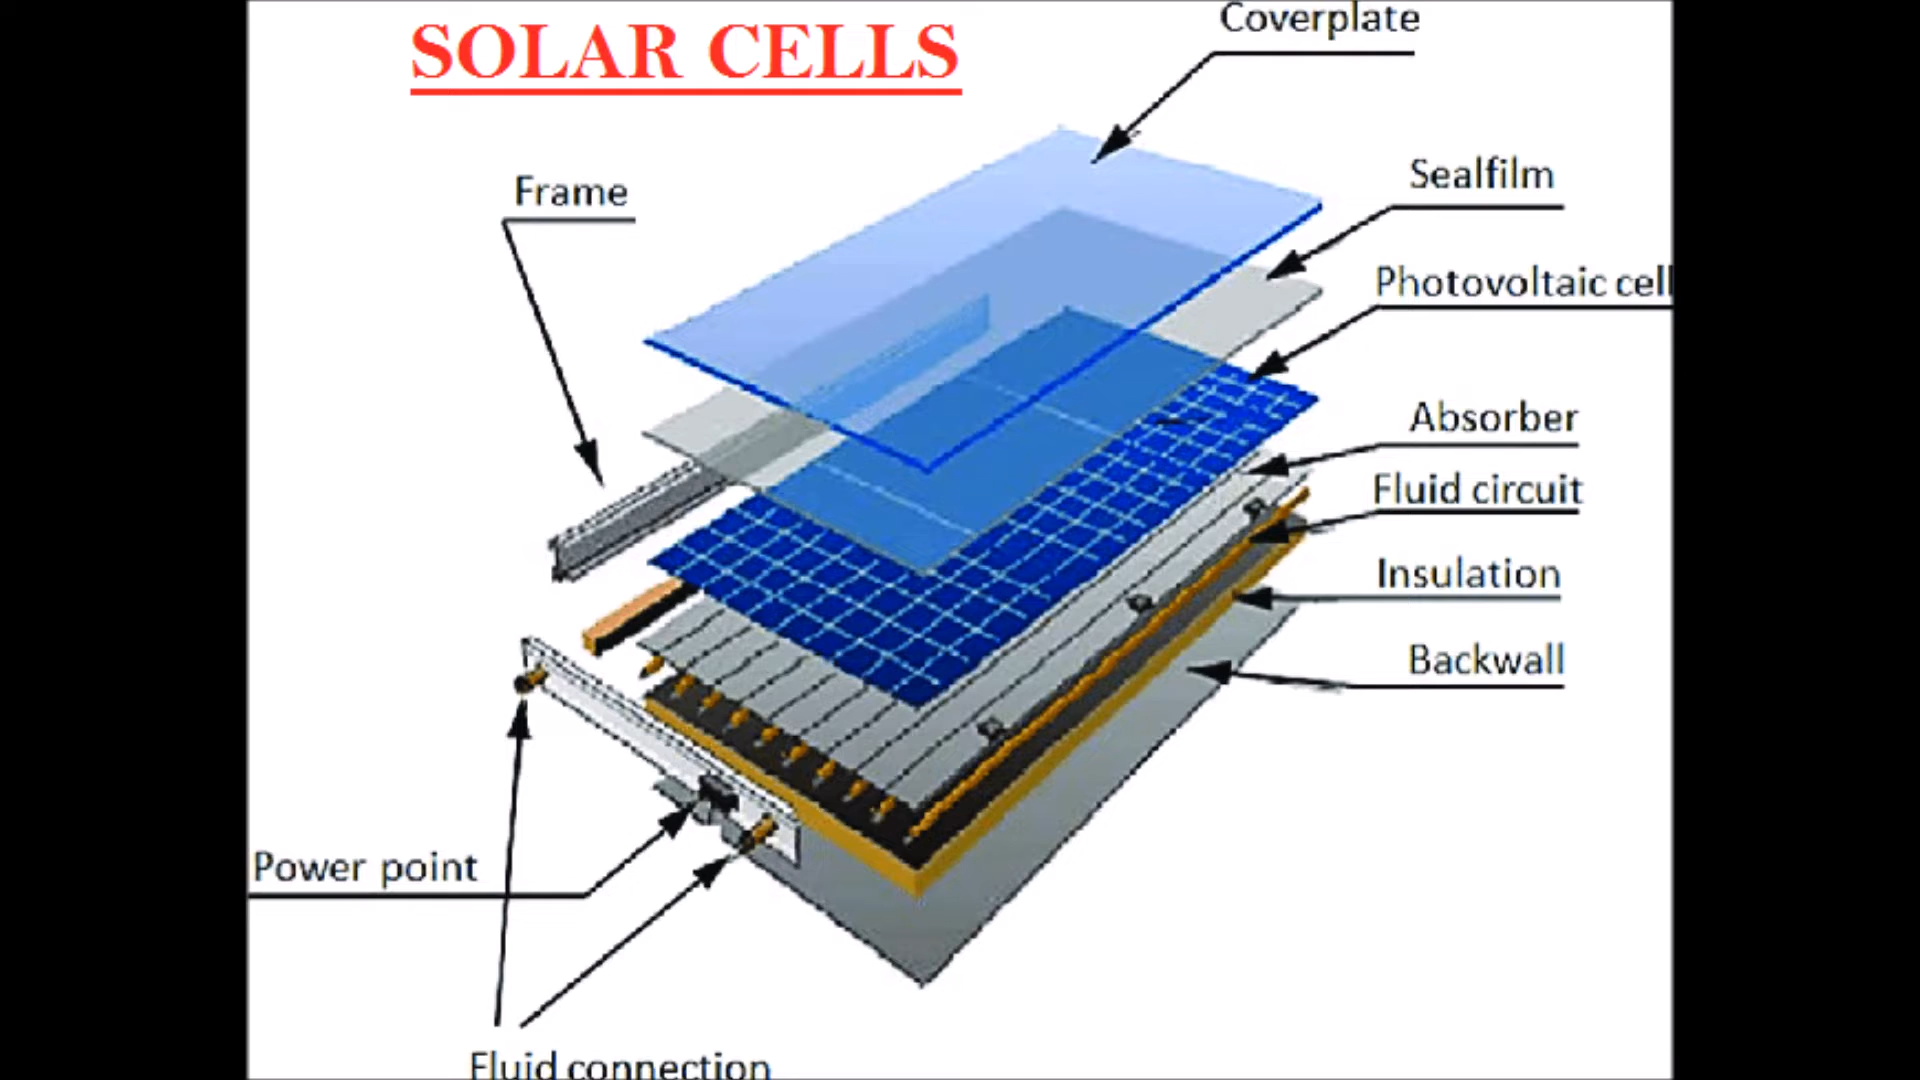 SOLAR CELLS
Coverplate
Frame
Sealfilm
Photovoltaic cell
Absorber
Fluid circuit
Insulation
Backwall
Power point
Fluid connection